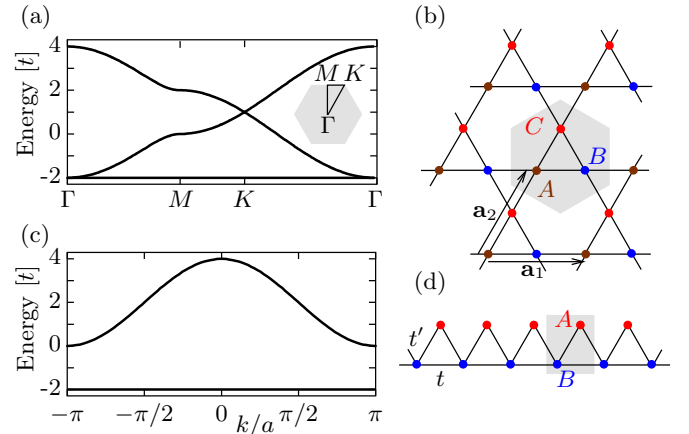 (a)
Energy [t]
4
2
0
-2
Γ
M
K
Γ
M K
Γ
(b)
C
B
A
a₂
a₁
(c)
Energy [t]
4
2
0
-2
−π
−π/2
0
k/a
π/2
π
(d)
A
t′
t
B